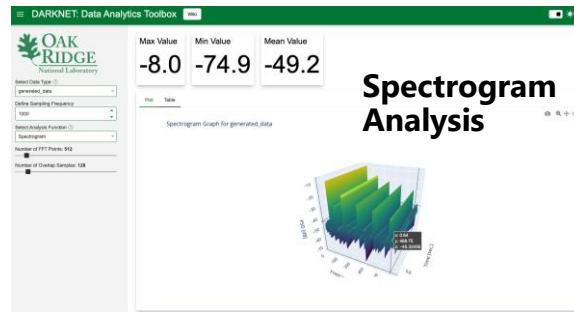 DARKNET: Data Analytics Toolbox
Wiki
OAK
RIDGE
National Laboratory
Select Data Type
generated_data
Define Sampling Frequency
1000
Select Analysis Function
Spectrogram
Number of FFT Points: 512
Number of Overlap Samples: 128
Max Value
-8.0
Min Value
-74.9
Mean Value
-49.2
Plot Table
Spectrogram Graph for generated_data
Spectrogram
Analysis